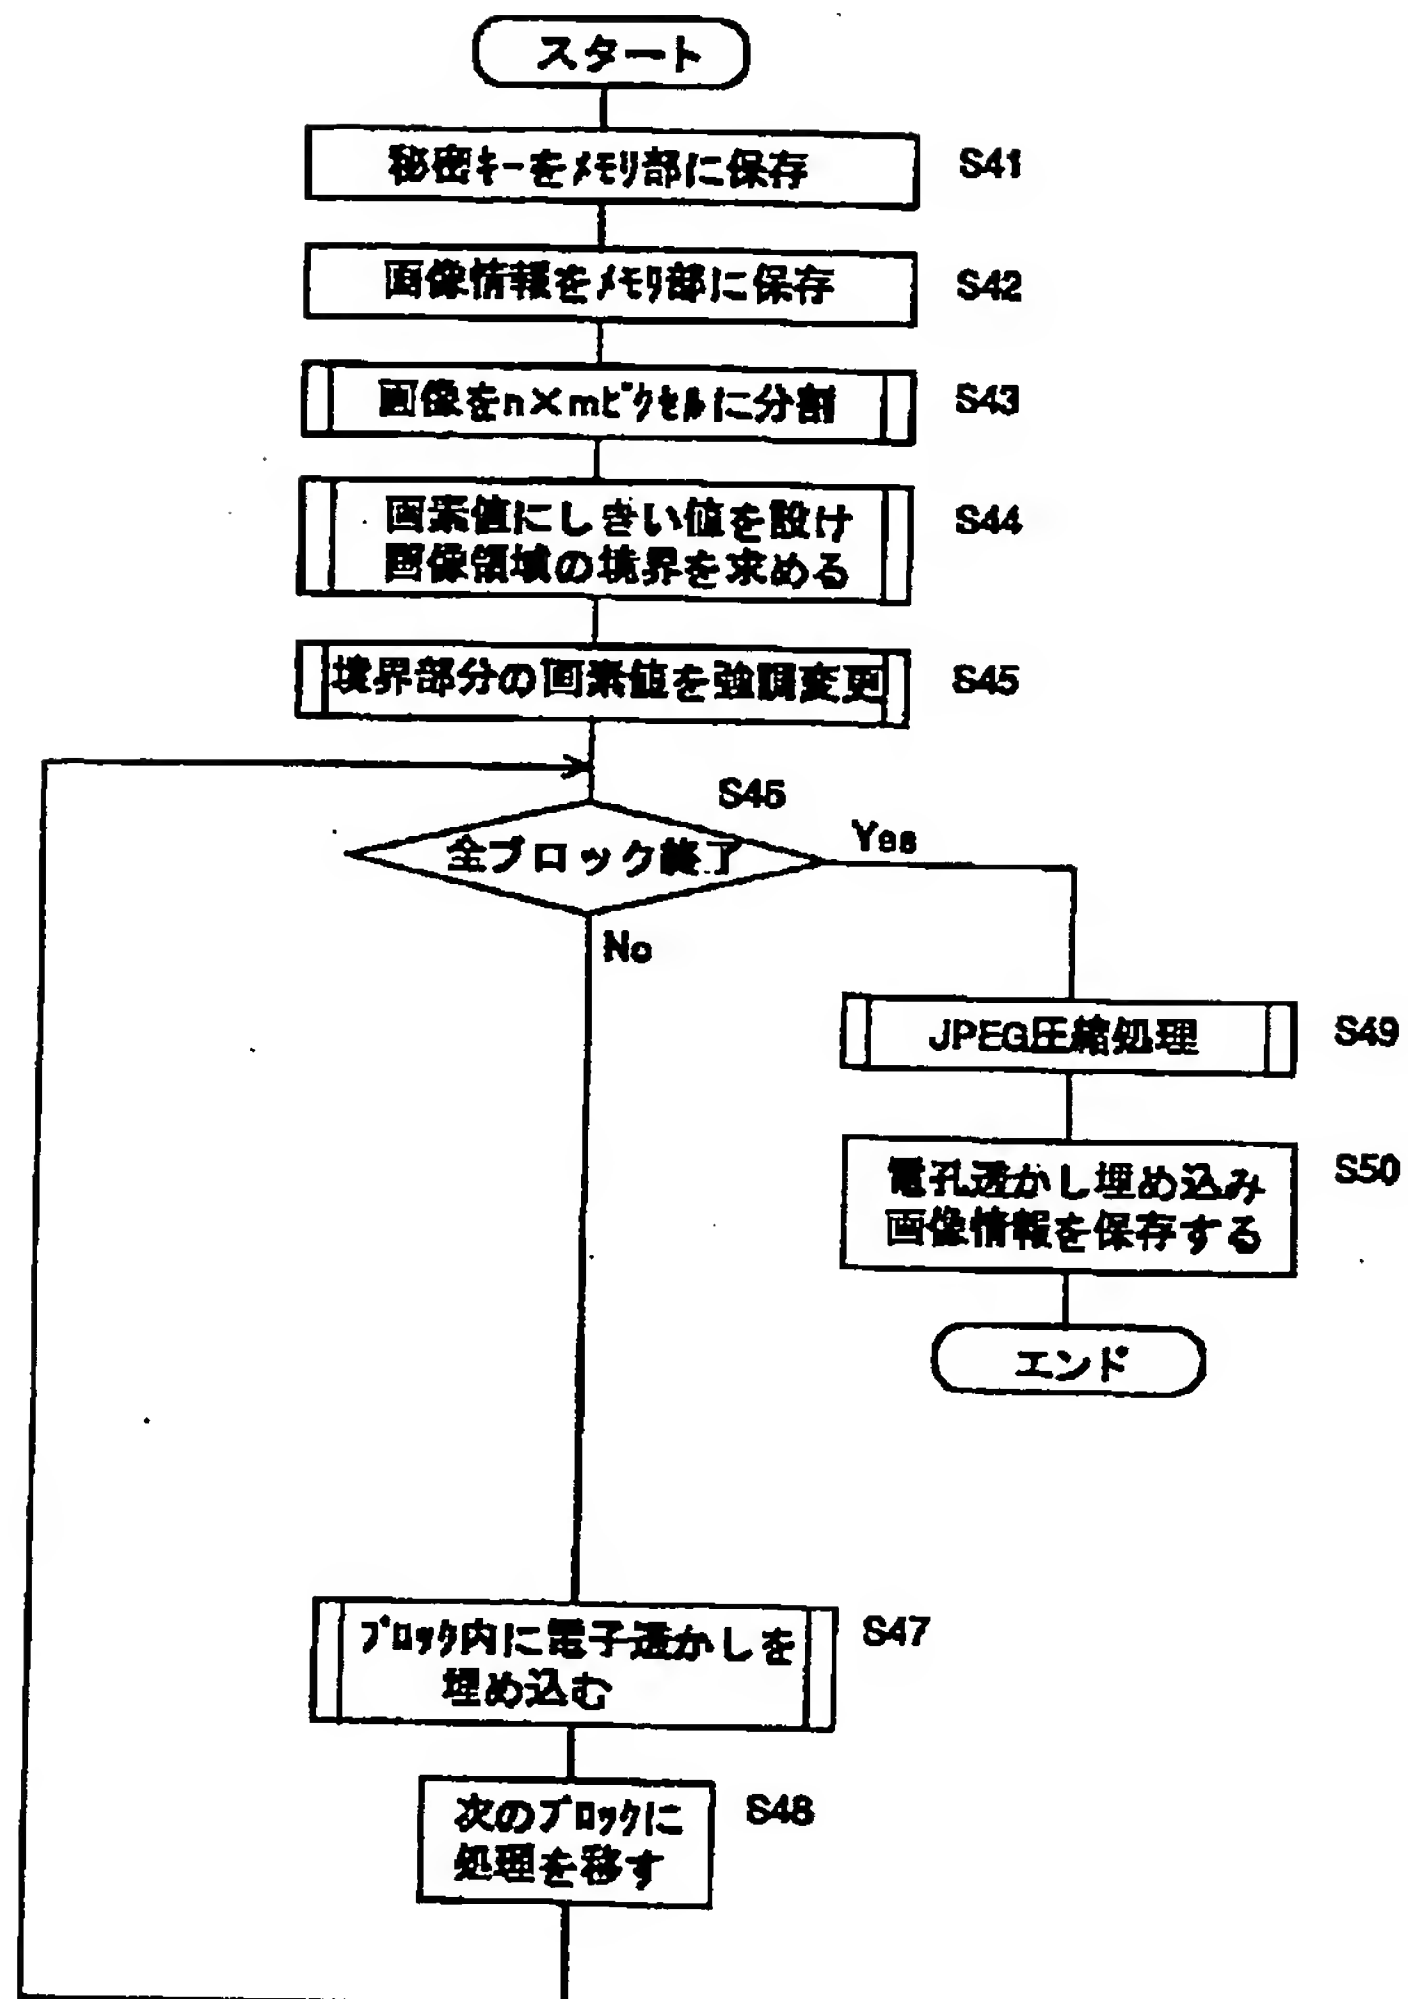 スタート
秘密キーをメモリ部に保存
S41
画像情報をメモリ部に保存
S42
画像をn×mピクセルに分割
S43
画素値にしきい値を設け
画像領域の境界を求める
S44
境界部分の画素値を強調変更
S45
S46
全ブロック終了
Yes
No
JPEG圧縮処理
S49
電子透かし埋め込み
画像情報を保存する
S50
エンド
ブロック内に電子透かしを
埋め込む
S47
次のブロックに
処理を移す
S48